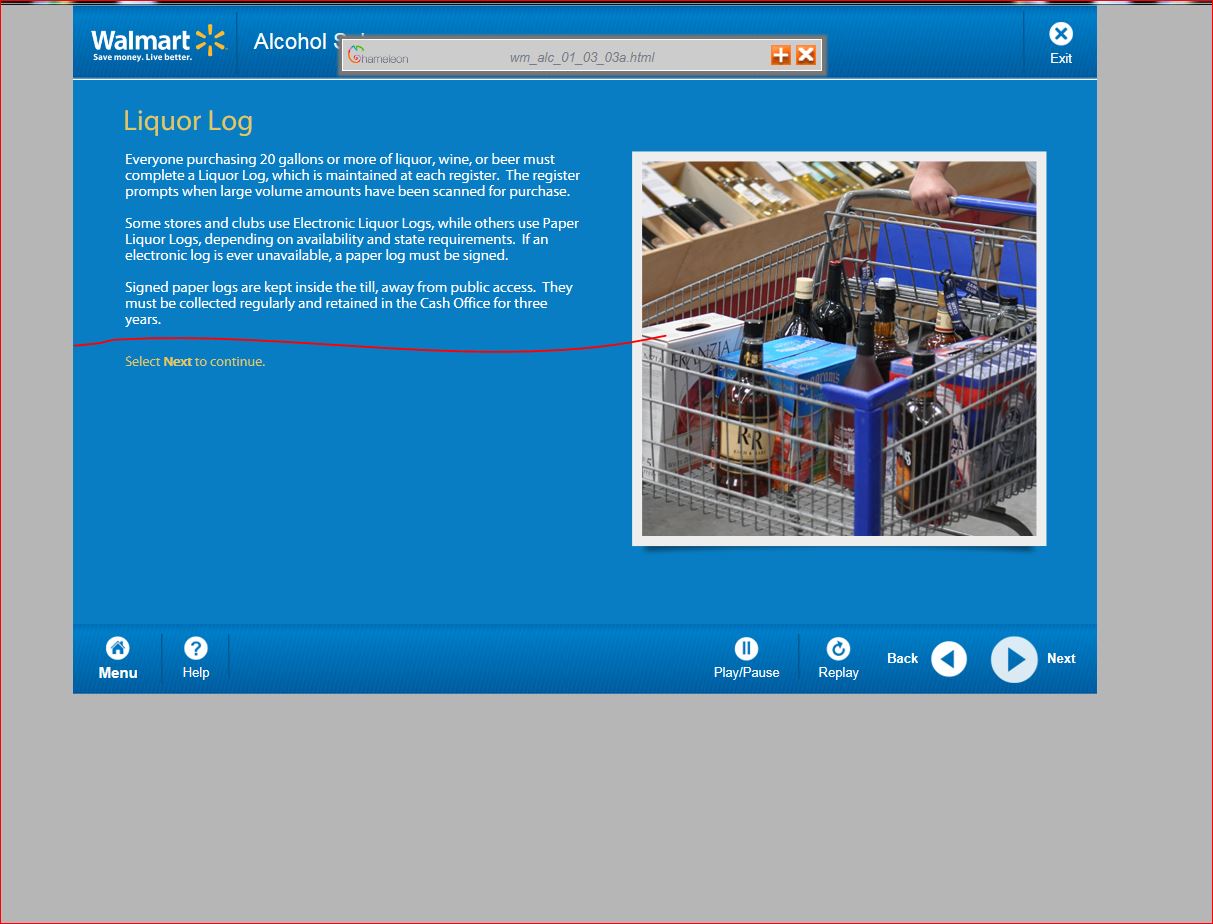 Walmart
Save money. Live better.
Alcohol
Chameleon
wm_alc_01_03_03a.html
Exit
Liquor Log
Everyone purchasing 20 gallons or more of liquor, wine, or beer must
complete a Liquor Log, which is maintained at each register.  The register
prompts when large volume amounts have been scanned for purchase.
Some stores and clubs use Electronic Liquor Logs, while others use Paper
Liquor Logs, depending on availability and state requirements.  If an
electronic log is ever unavailable, a paper log must be signed.
Signed paper logs are kept inside the till, away from public access.  They
must be collected regularly and retained in the Cash Office for three
years.
Select Next to continue.
FRANZIA
R&R
Menu
Help
Play/Pause
Replay
Back
Next